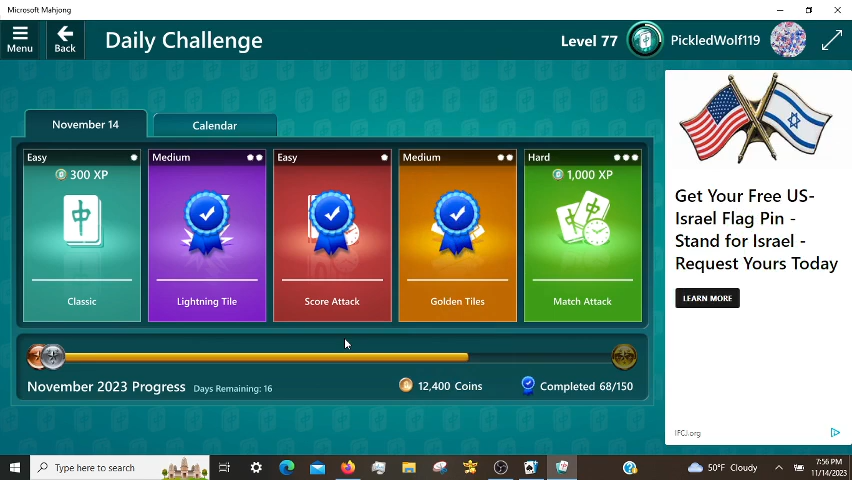 Microsoft Mahjong
Menu
Back
Daily Challenge
Level 77
PickledWolf119
November 14
Calendar
Easy
300 XP
Classic
Medium
Lightning Tile
Easy
Score Attack
Medium
Golden Tiles
Hard
1,000 XP
Match Attack
November 2023 Progress
Days Remaining: 16
12,400 Coins
Completed 68/150
Get Your Free US-
Israel Flag Pin -
Stand for Israel -
Request Yours Today
LEARN MORE
IFCJ.org
Type here to search
50°F Cloudy
7:56 PM
11/14/2023
中
中